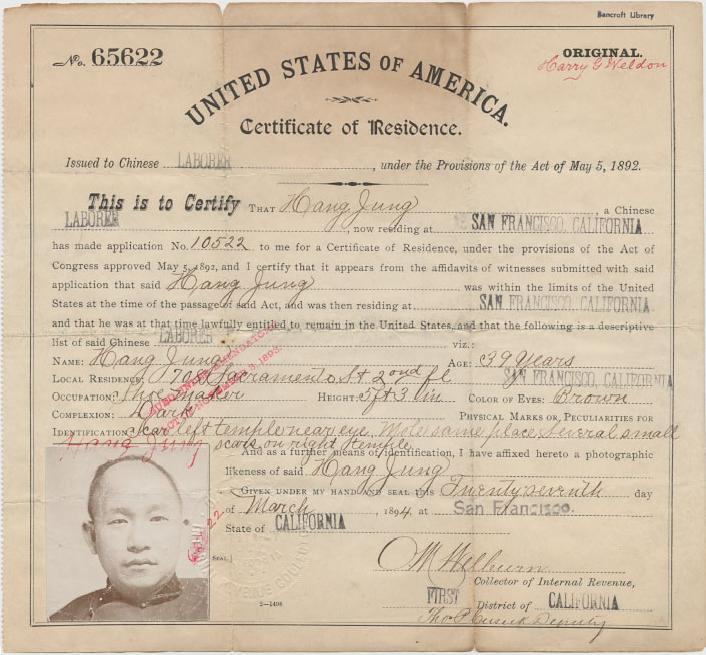 Bancroft Library
No. 65622
ORIGINAL.
Harry G Weldon
UNITED STATES OF AMERICA.
Certificate of Residence.
Issued to Chinese LABORER, under the Provisions of the Act of May 5, 1892.
This is to Certify THAT Hang Jung a Chinese
LABORER, now residing at SAN FRANCISCO, CALIFORNIA
has made application No. 10522 to me for a Certificate of Residence, under the provisions of the Act of
Congress approved May 5, 1892, and I certify that it appears from the affidavits of witnesses submitted with said
application that said Hang Jung was within the limits of the United
States at the time of the passage of said Act, and was then residing at SAN FRANCISCO, CALIFORNIA
and that he was at that time lawfully entitled to remain in the United States, and that the following is a descriptive
list of said Chinese LABORER viz.:
NAME: Hang Jung AGE: 39 Years
LOCAL RESIDENCE: Sacramento St 2ond fl SAN FRANCISCO, CALIFORNIA
OCCUPATION: Shoe maker HEIGHT: 5 ft 3 in COLOR OF EYES: Brown
COMPLEXION: Dark PHYSICAL MARKS OR PECULIARITIES FOR
IDENTIFICATION: Scar left temple near eye. Mole same place. Several small
scars on right temple
NOVEMBER 3, 1893.
Hang Jung
And as a further means of identification, I have affixed hereto a photographic
likeness of said Hang Jung
GIVEN UNDER MY HAND AND SEAL this Twenty seventh day
of March, 1894, at San Francisco.
State of CALIFORNIA
SEAL
O M Welburn
Collector of Internal Revenue,
FIRST District of CALIFORNIA
Deputy
2—1496